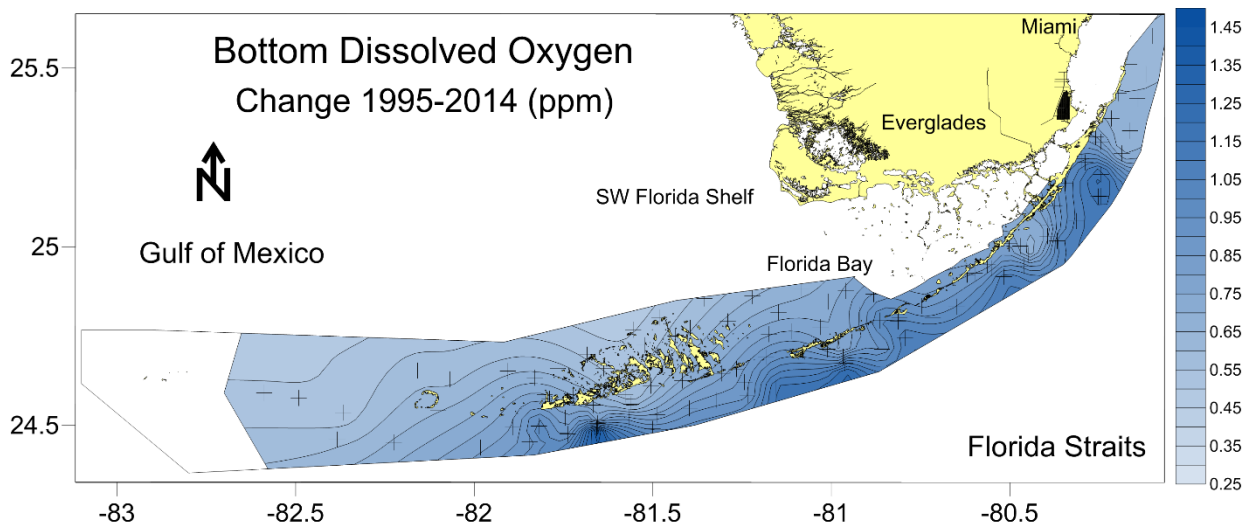 Bottom Dissolved Oxygen
Change 1995-2014 (ppm)
Miami
Everglades
SW Florida Shelf
N
Gulf of Mexico
Florida Bay
Florida Straits
25.5
25
24.5
-83
-82.5
-82
-81.5
-81
-80.5
1.45
1.35
1.25
1.15
1.05
0.95
0.85
0.75
0.65
0.55
0.45
0.35
0.25